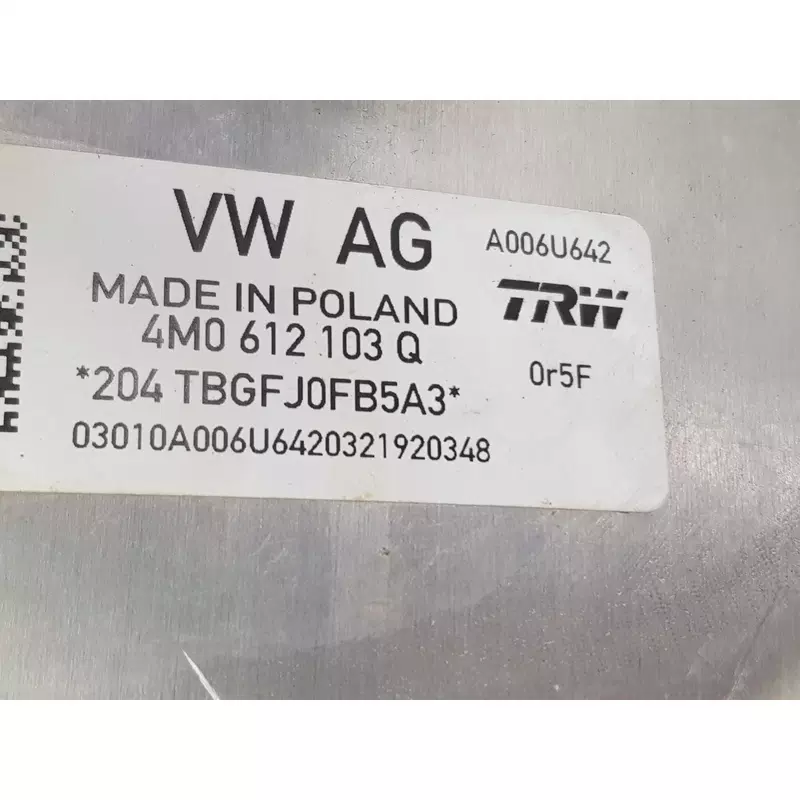 VW AG
A006U642
MADE IN POLAND
TRW
4M0 612 103 Q
0r5F
*204 TBGFJ0FB5A3*
03010A006U6420321920348